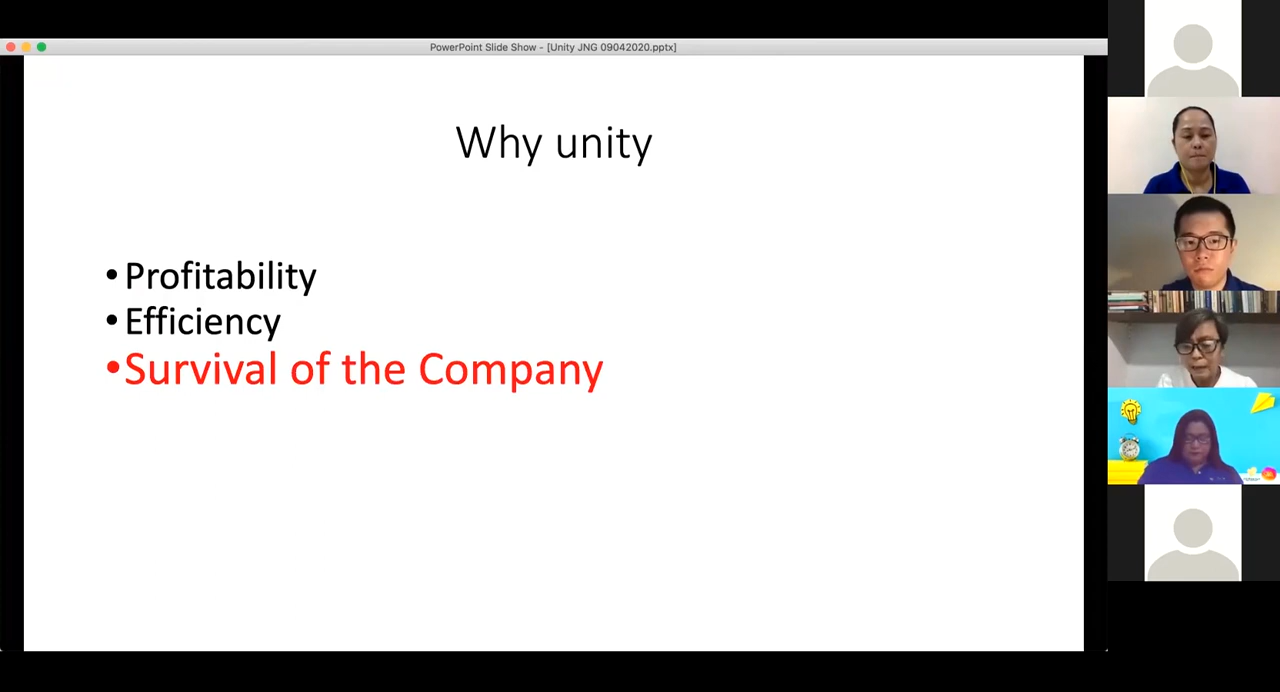 PowerPoint Slide Show - [Unity JNG 09042020.pptx]
Why unity
•Profitability
•Efficiency
•Survival of the Company